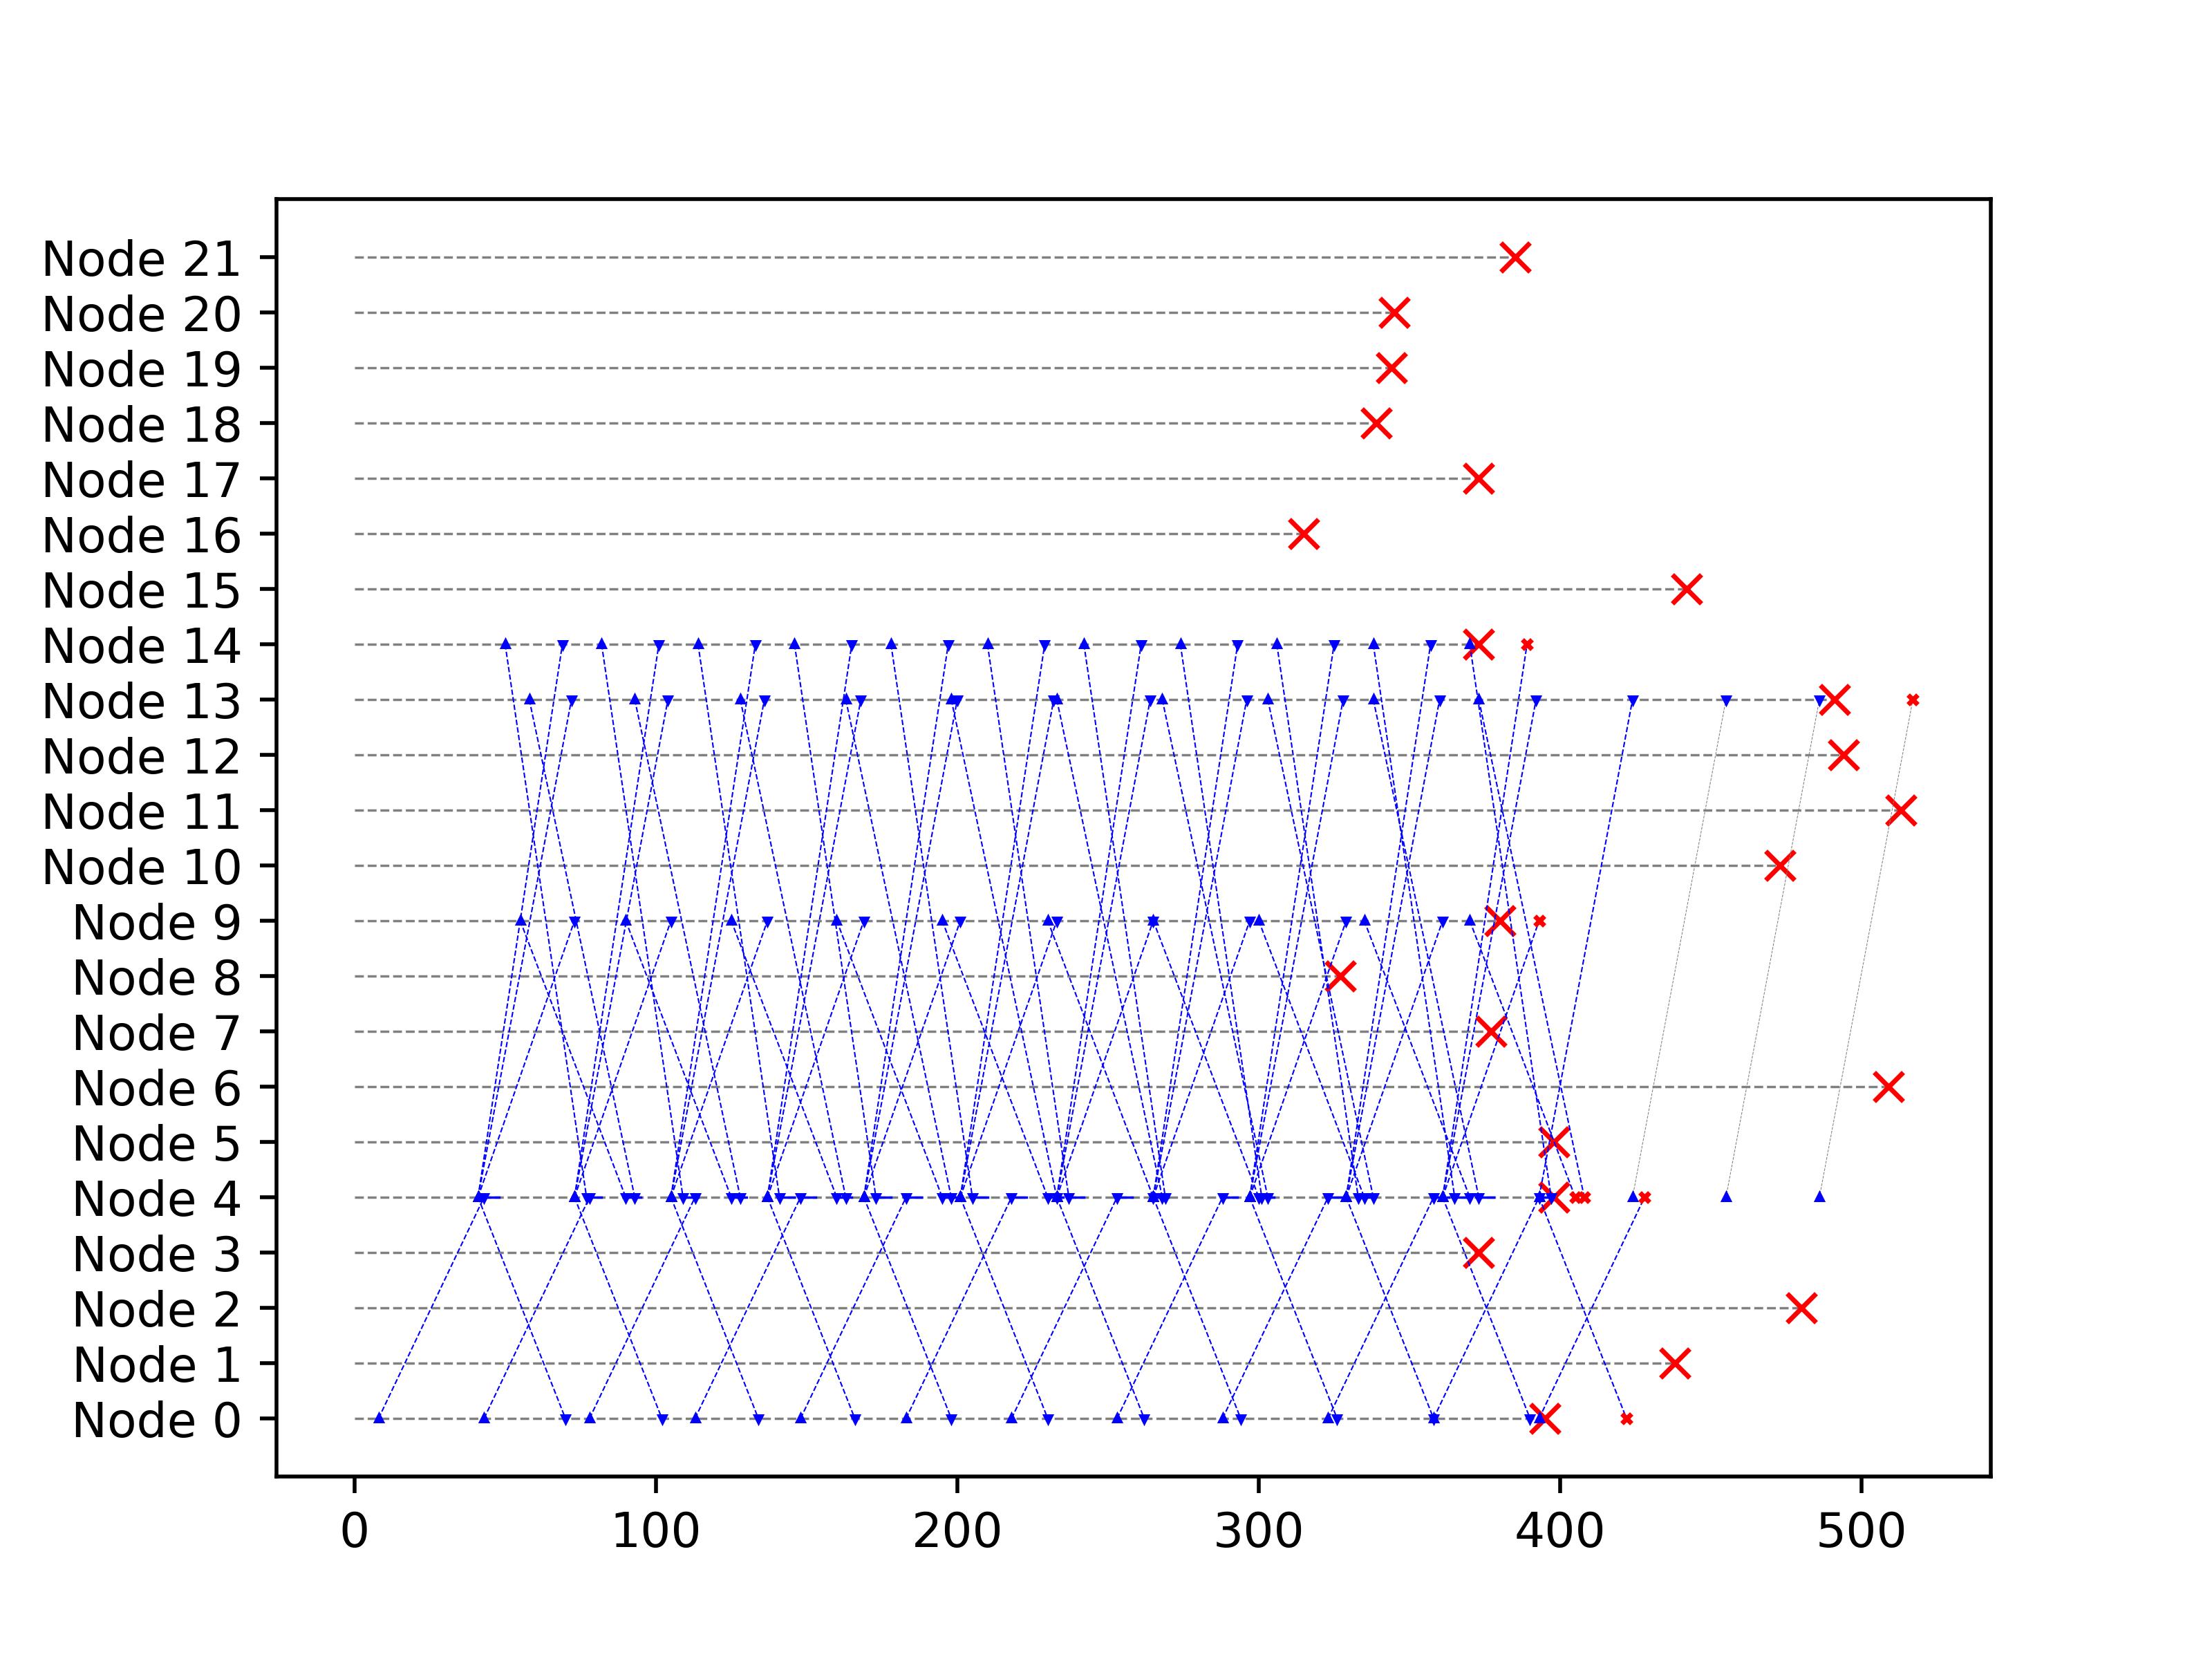 Node 21
Node 20
Node 19
Node 18
Node 17
Node 16
Node 15
Node 14
Node 13
Node 12
Node 11
Node 10
Node 9
Node 8
Node 7
Node 6
Node 5
Node 4
Node 3
Node 2
Node 1
Node 0
0 100 200 300 400 500